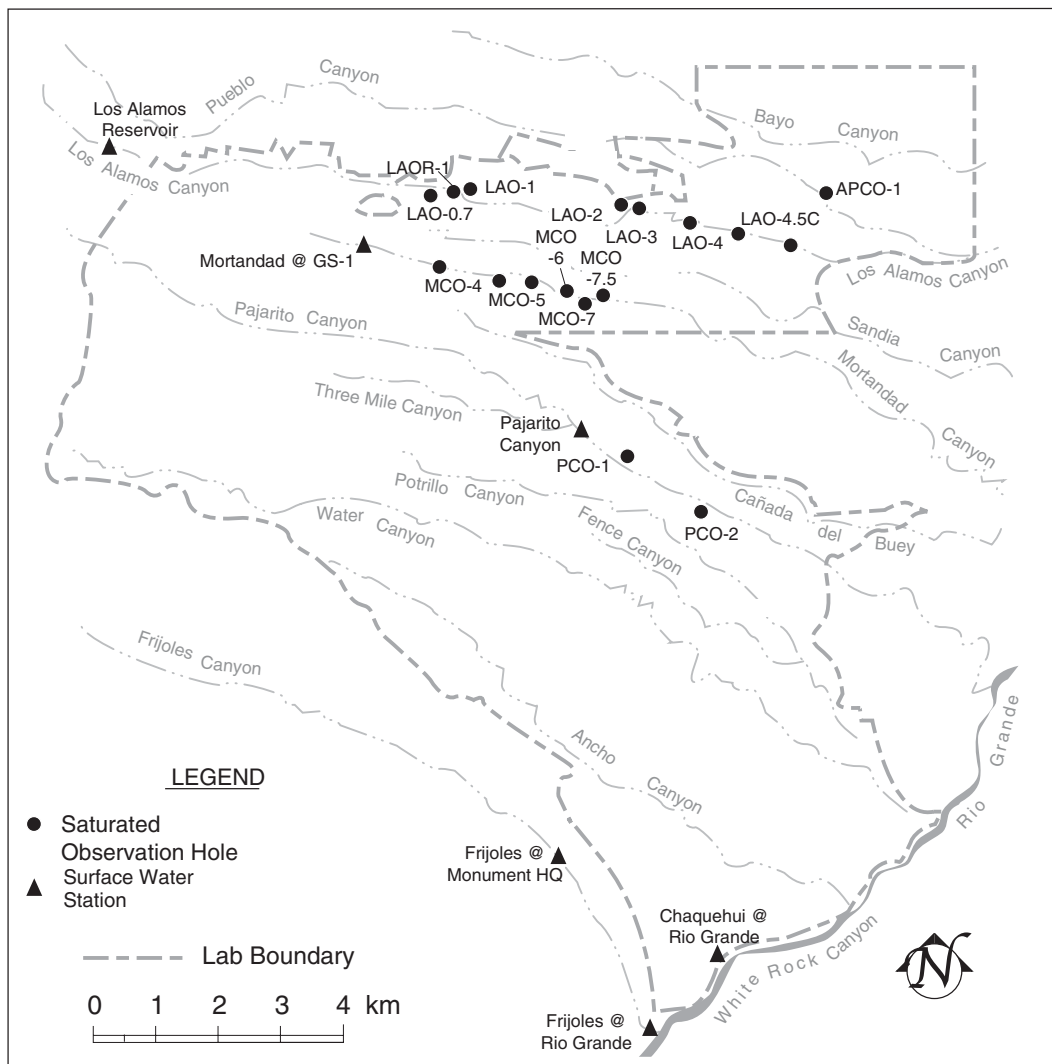 Canyon
Pueblo
Los Alamos
Reservoir
Los Alamos Canyon
Bayo Canyon
LAOR-1
LAO-1
LAO-0.7
APCO-1
LAO-2
LAO-3
LAO-4
LAO-4.5C
MCO
-6
MCO
-7.5
Mortandad @ GS-1
MCO-4
MCO-5
MCO-7
Los Alamos Canyon
Pajarito Canyon
Sandia
Canyon
Mortandad
Canyon
Three Mile Canyon
Pajarito
Canyon
PCO-1
Potrillo Canyon
Water Canyon
Fence Canyon
PCO-2
Cañada
del Buey
Frijoles Canyon
Ancho
Canyon
Rio
Grande
LEGEND
Saturated
Observation Hole
Surface Water
Station
Frijoles @
Monument HQ
Chaquehui @
Rio Grande
White Rock Canyon
Lab Boundary
0 1 2 3 4 km
Frijoles @
Rio Grande
N